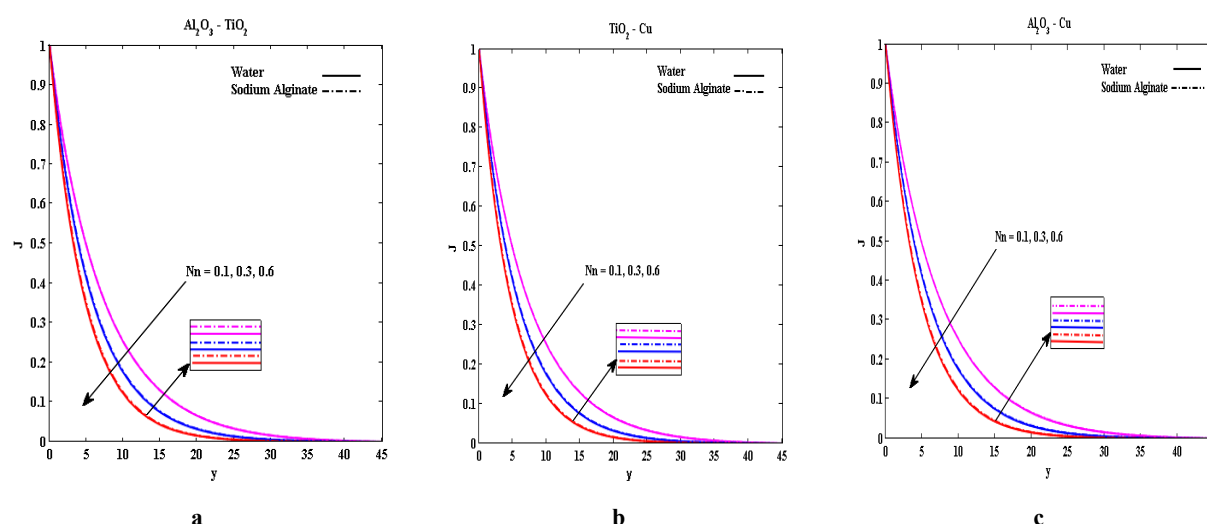 Al₂O₃ - TiO₂
1
0.9
0.8
0.7
0.6
0.5
0.4
0.3
0.2
0.1
0
J
Water
Sodium Alginate
Nn = 0.1, 0.3, 0.6
0 5 10 15 20 25 30 35 40 45
y
a
TiO₂ - Cu
1
0.9
0.8
0.7
0.6
0.5
0.4
0.3
0.2
0.1
0
J
Water
Sodium Alginate
Nn = 0.1, 0.3, 0.6
0 5 10 15 20 25 30 35 40 45
y
b
Al₂O₃ - Cu
1
0.9
0.8
0.7
0.6
0.5
0.4
0.3
0.2
0.1
0
J
Water
Sodium Alginate
Nn = 0.1, 0.3, 0.6
0 5 10 15 20 25 30 35 40
y
c